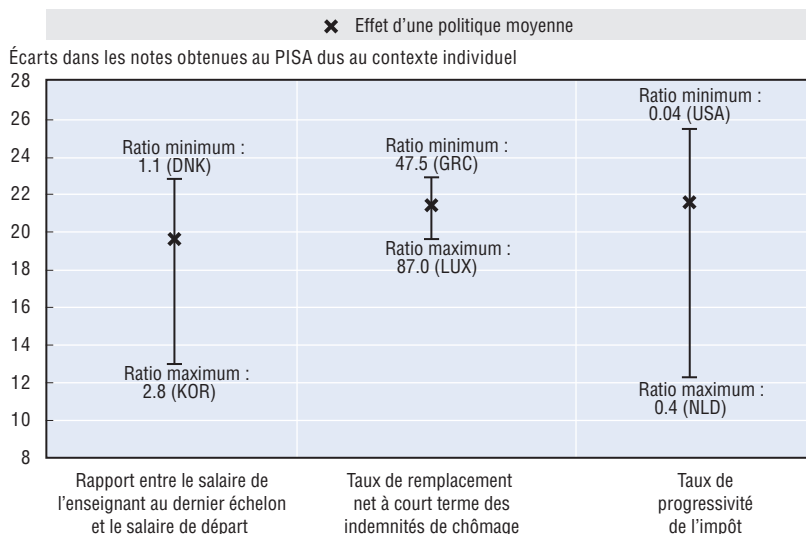 Effet d'une politique moyenne
Écarts dans les notes obtenues au PISA dus au contexte individuel
28
26
24
22
20
18
16
14
12
10
8
Ratio minimum :
1.1 (DNK)
Ratio maximum :
2.8 (KOR)
Ratio minimum :
47.5 (GRC)
Ratio maximum :
87.0 (LUX)
Ratio minimum :
0.04 (USA)
Ratio maximum :
0.4 (NLD)
Rapport entre le salaire de
l'enseignant au dernier échelon
et le salaire de départ
Taux de remplacement
net à court terme des
indemnités de chômage
Taux de
progressivité
de l'impôt